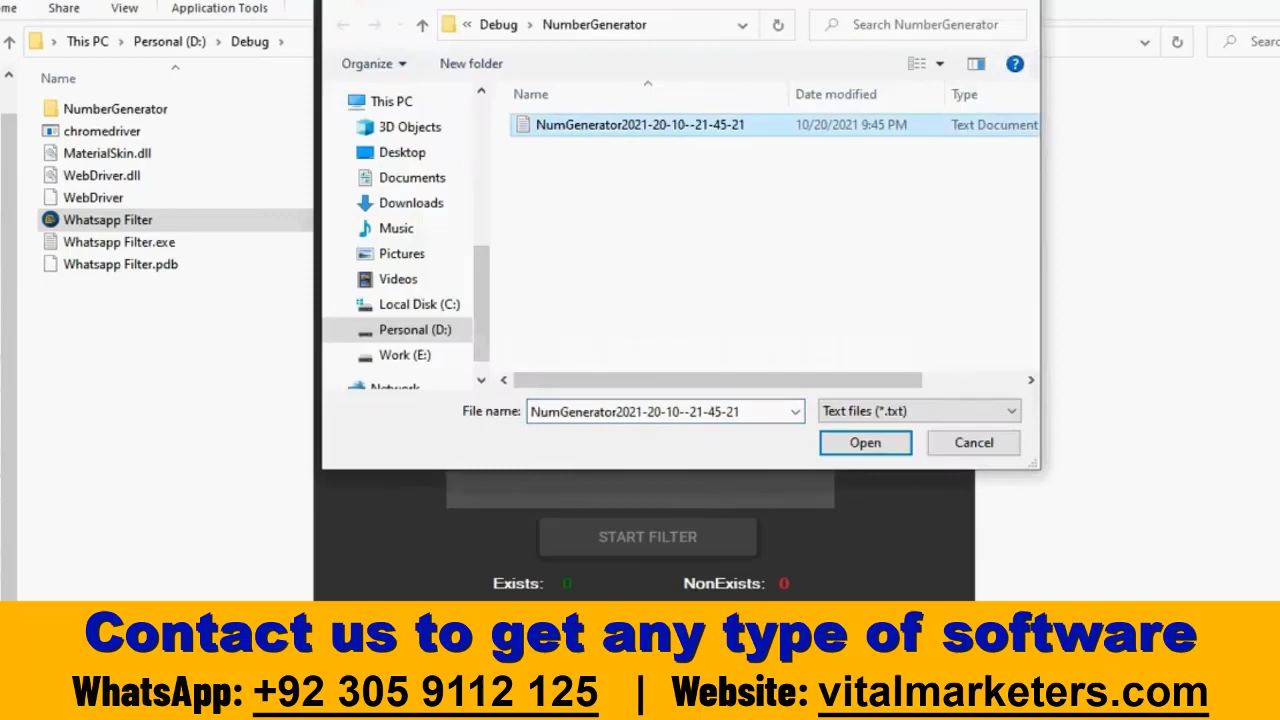 ome Share View Application Tools
This PC > Personal (D:) > Debug >
Sear
Name
NumberGenerator
chromedriver
MaterialSkin.dll
WebDriver.dll
WebDriver
Whatsapp Filter
Whatsapp Filter.exe
Whatsapp Filter.pdb
« Debug > NumberGenerator
Search NumberGenerator
Organize New folder
This PC
3D Objects
Desktop
Documents
Downloads
Music
Pictures
Videos
Local Disk (C:)
Personal (D:)
Work (E:)
Network
Name Date modified Type
NumGenerator2021-20-10--21-45-21 10/20/2021 9:45 PM Text Document
File name: NumGenerator2021-20-10--21-45-21 Text files (*.txt)
Open Cancel
START FILTER
Exists: 0 NonExists: 0
Contact us to get any type of software
WhatsApp: +92 305 9112 125 | Website: vitalmarketers.com